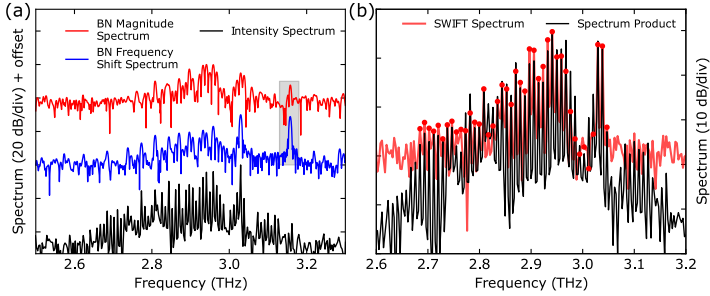 (a)
BN Magnitude
Spectrum
Intensity Spectrum
BN Frequency
Shift Spectrum
Spectrum (20 dB/div) + offset
2.6 2.8 3.0 3.2
Frequency (THz)
(b)
SWIFT Spectrum
Spectrum Product
Spectrum (10 dB/div)
2.6 2.7 2.8 2.9 3.0 3.1 3.2
Frequency (THz)